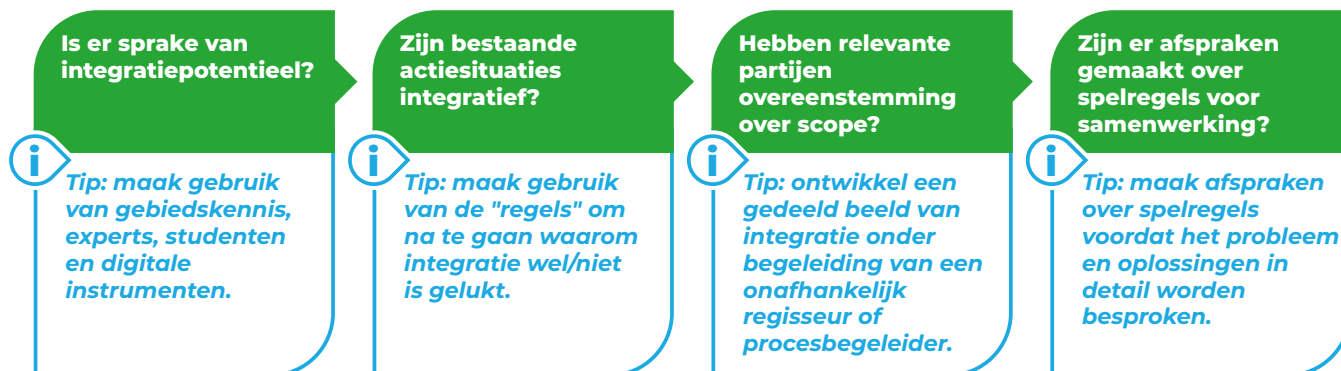 Is er sprake van
integratiepotentieel?
i
Tip: maak gebruik
van gebiedskennis,
experts, studenten
en digitale
instrumenten.
Zijn bestaande
actiesituaties
integratief?
i
Tip: maak gebruik
van de "regels" om
na te gaan waarom
integratie wel/niet
is gelukt.
Hebben relevante
partijen
overeenstemming
over scope?
i
Tip: ontwikkel een
gedeeld beeld van
integratie onder
begeleiding van een
onafhankelijk
regisseur of
procesbegeleider.
Zijn er afspraken
gemaakt over
spelregels voor
samenwerking?
i
Tip: maak afspraken
over spelregels
voordat het probleem
en oplossingen in
detail worden
besproken.